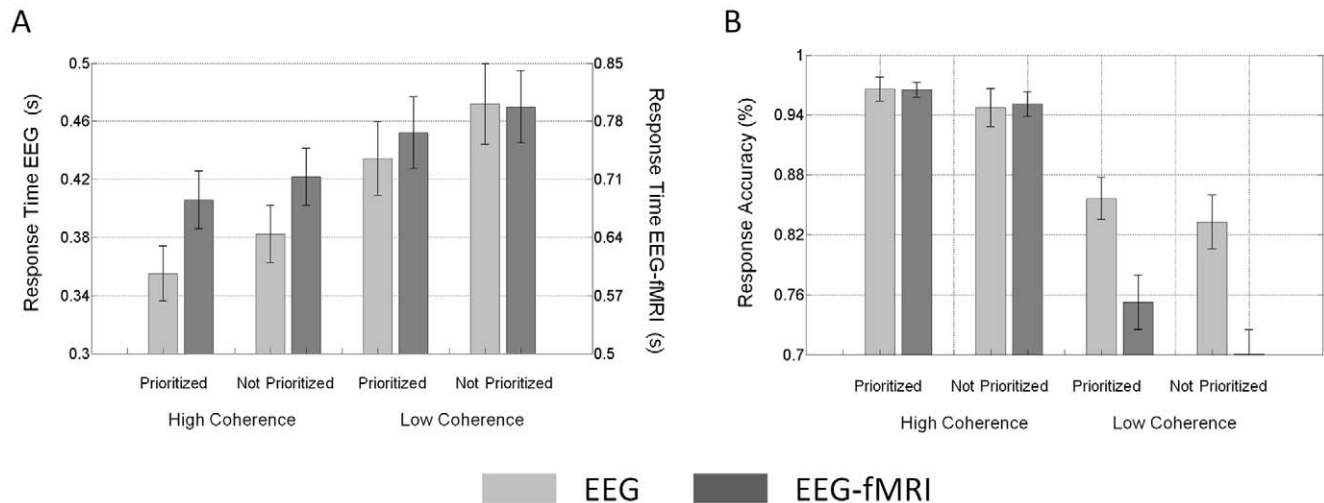 A
Response Time EEG (s)
0.5
0.46
0.42
0.38
0.34
0.3
0.85
0.78
0.71
0.64
0.57
0.5
Response Time EEG-fMRI (s)
Prioritized Not Prioritized Prioritized Not Prioritized
High Coherence Low Coherence
B
Response Accuracy (%)
1
0.94
0.88
0.82
0.76
0.7
Prioritized Not Prioritized Prioritized Not Prioritized
High Coherence Low Coherence
EEG EEG-fMRI